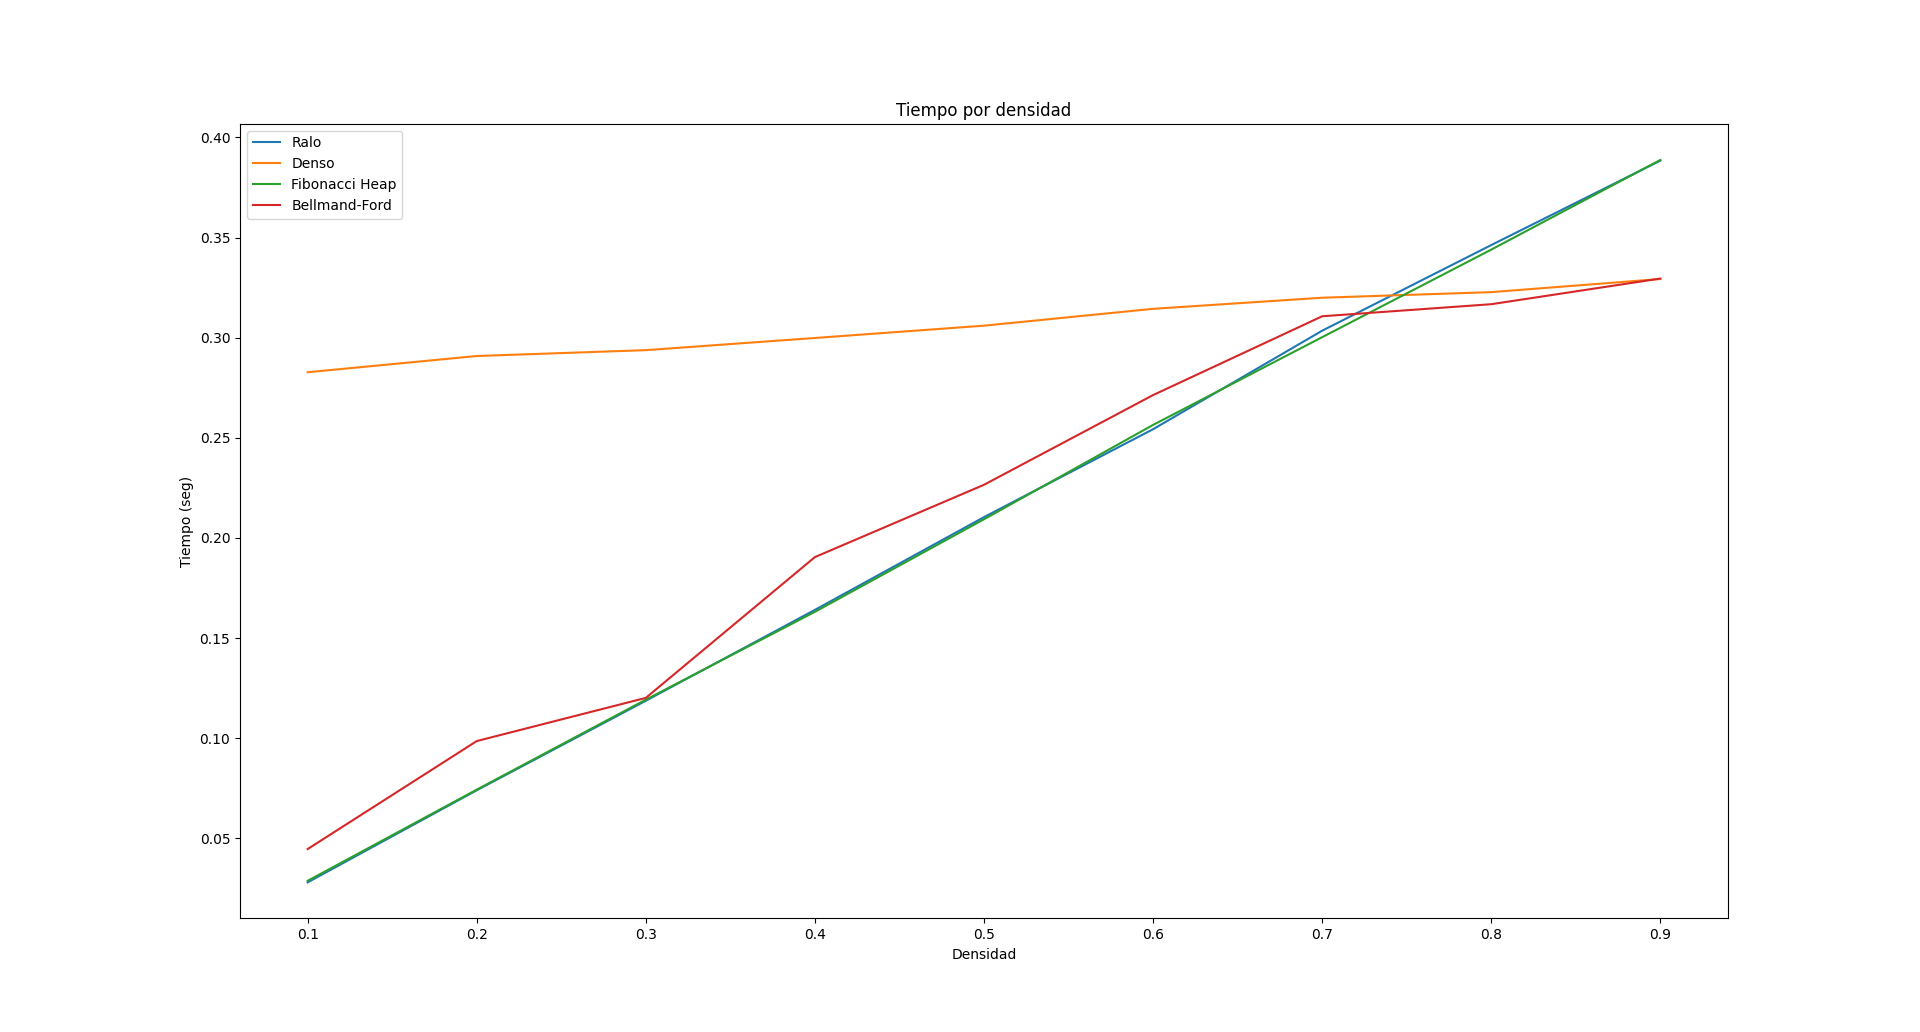 Tiempo por densidad
Ralo
Denso
Fibonacci Heap
Bellmand-Ford
0.40
0.35
0.30
0.25
0.20
0.15
0.10
0.05
Tiempo (seg)
0.1 0.2 0.3 0.4 0.5 0.6 0.7 0.8 0.9
Densidad